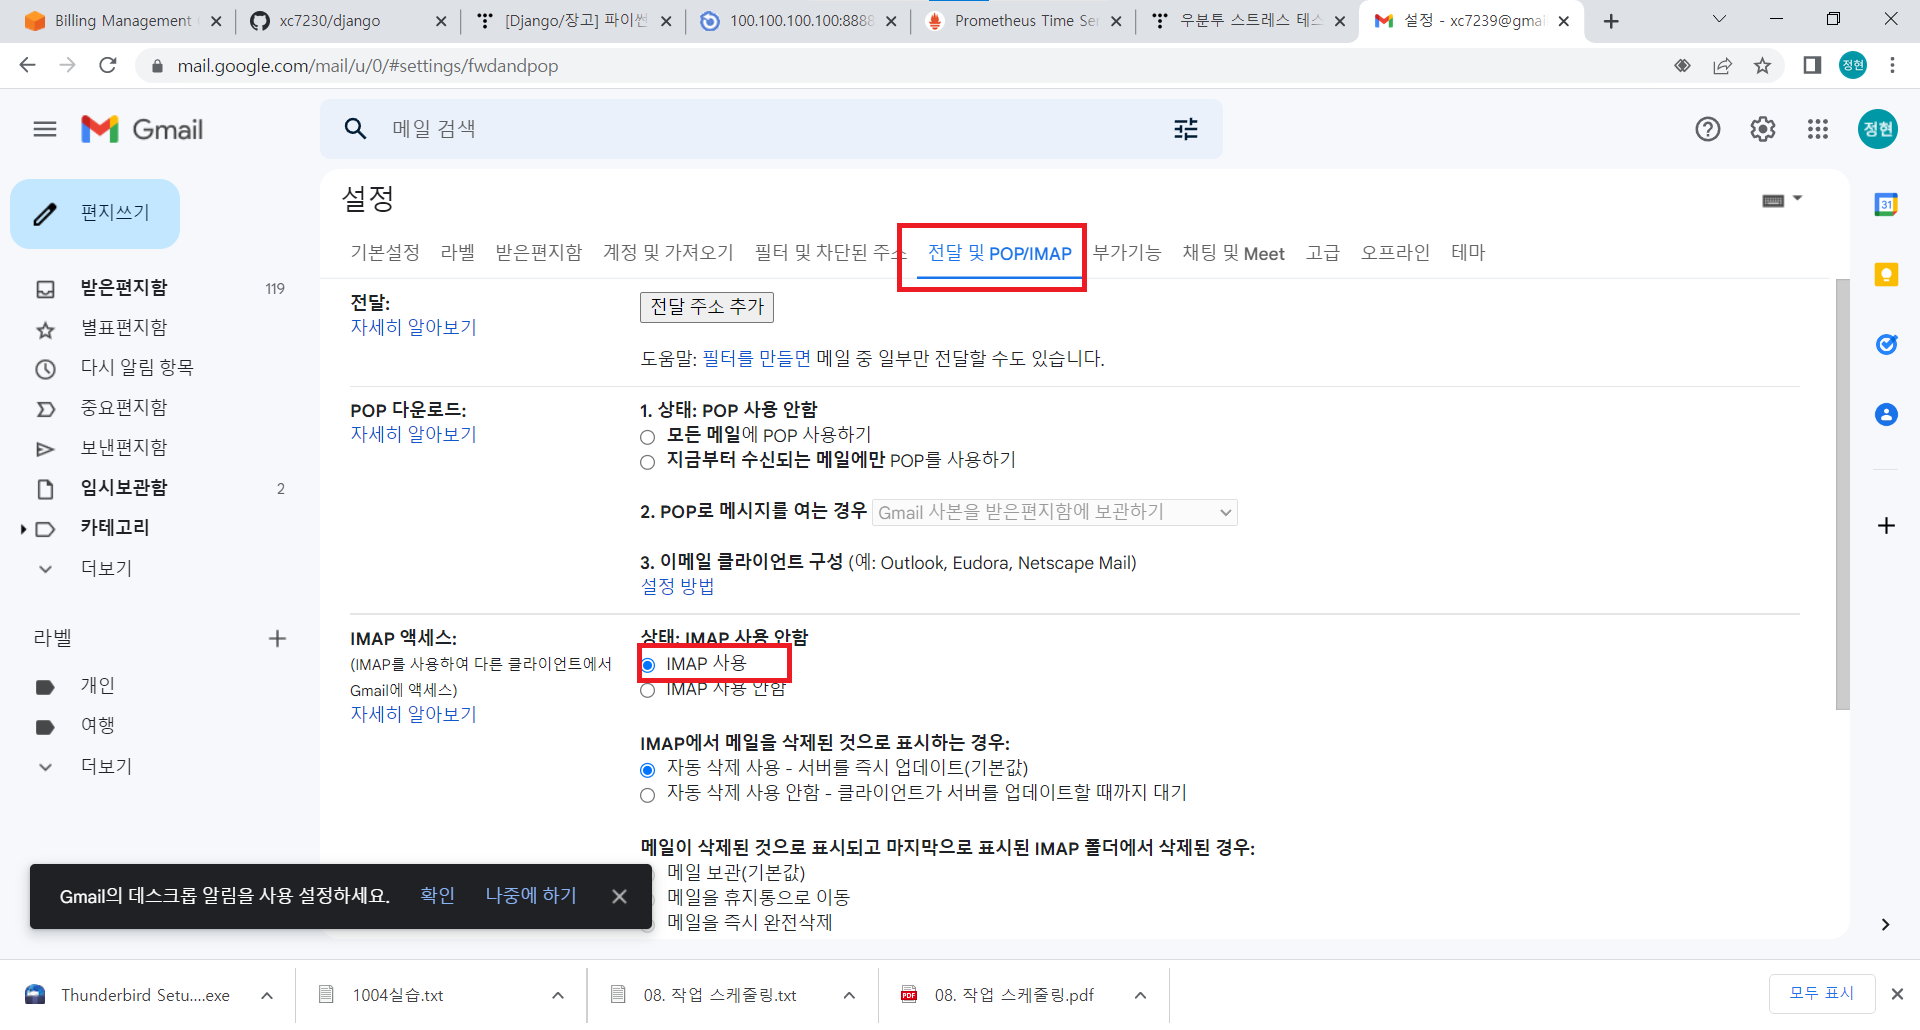 Billing Management
xc7230/django
[Django/장고] 파이썬
100.100.100.100:8888
Prometheus Time Ser
우분투 스트레스 테스
설정 - xc7239@gmai
mail.google.com/mail/u/0/#settings/fwdandpop
정현
Gmail
메일 검색
정현
편지쓰기
받은편지함 119
별표편지함
다시 알림 항목
중요편지함
보낸편지함
임시보관함 2
카테고리
더보기
라벨
개인
여행
더보기
설정
기본설정 라벨 받은편지함 계정 및 가져오기 필터 및 차단된 주소 전달 및 POP/IMAP 부가기능 채팅 및 Meet 고급 오프라인 테마
전달:
자세히 알아보기
전달 주소 추가
도움말: 필터를 만들면 메일 중 일부만 전달할 수도 있습니다.
POP 다운로드:
자세히 알아보기
1. 상태: POP 사용 안함
모든 메일에 POP 사용하기
지금부터 수신되는 메일에만 POP를 사용하기
2. POP로 메시지를 여는 경우 Gmail 사본을 받은편지함에 보관하기
3. 이메일 클라이언트 구성 (예: Outlook, Eudora, Netscape Mail)
설정 방법
IMAP 액세스:
(IMAP를 사용하여 다른 클라이언트에서
Gmail에 액세스)
자세히 알아보기
상태: IMAP 사용 안함
IMAP 사용
IMAP 사용 안함
IMAP에서 메일을 삭제된 것으로 표시하는 경우:
자동 삭제 사용 - 서버를 즉시 업데이트(기본값)
자동 삭제 사용 안함 - 클라이언트가 서버를 업데이트할 때까지 대기
메일이 삭제된 것으로 표시되고 마지막으로 표시된 IMAP 폴더에서 삭제된 경우:
메일 보관(기본값)
메일을 휴지통으로 이동
메일을 즉시 완전삭제
Gmail의 데스크톱 알림을 사용 설정하세요. 확인 나중에 하기
31
Thunderbird Setu....exe
1004실습.txt
08. 작업 스케줄링.txt
PDF
08. 작업 스케줄링.pdf
모두 표시